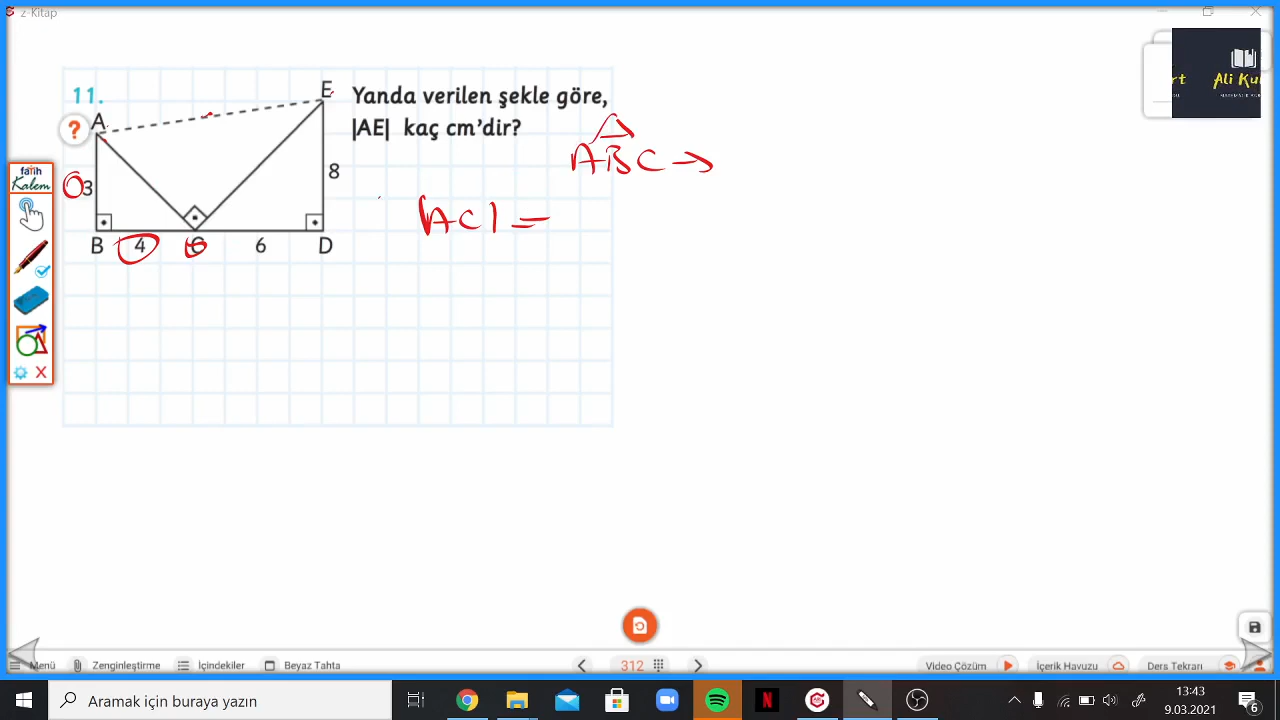 z-Kitap
Ali Kul
11.
Yanda verilen şekle göre,
|AE| kaç cm'dir?
E
A
3
8
B 4 C 6 D
ABC →
|AC| =
fatih
Kalem
Menü
Zenginleştirme
İçindekiler
Beyaz Tahta
312
Video Çözüm
İçerik Havuzu
Ders Tekrarı
Aramak için buraya yazın
13:43
9.03.2021
6